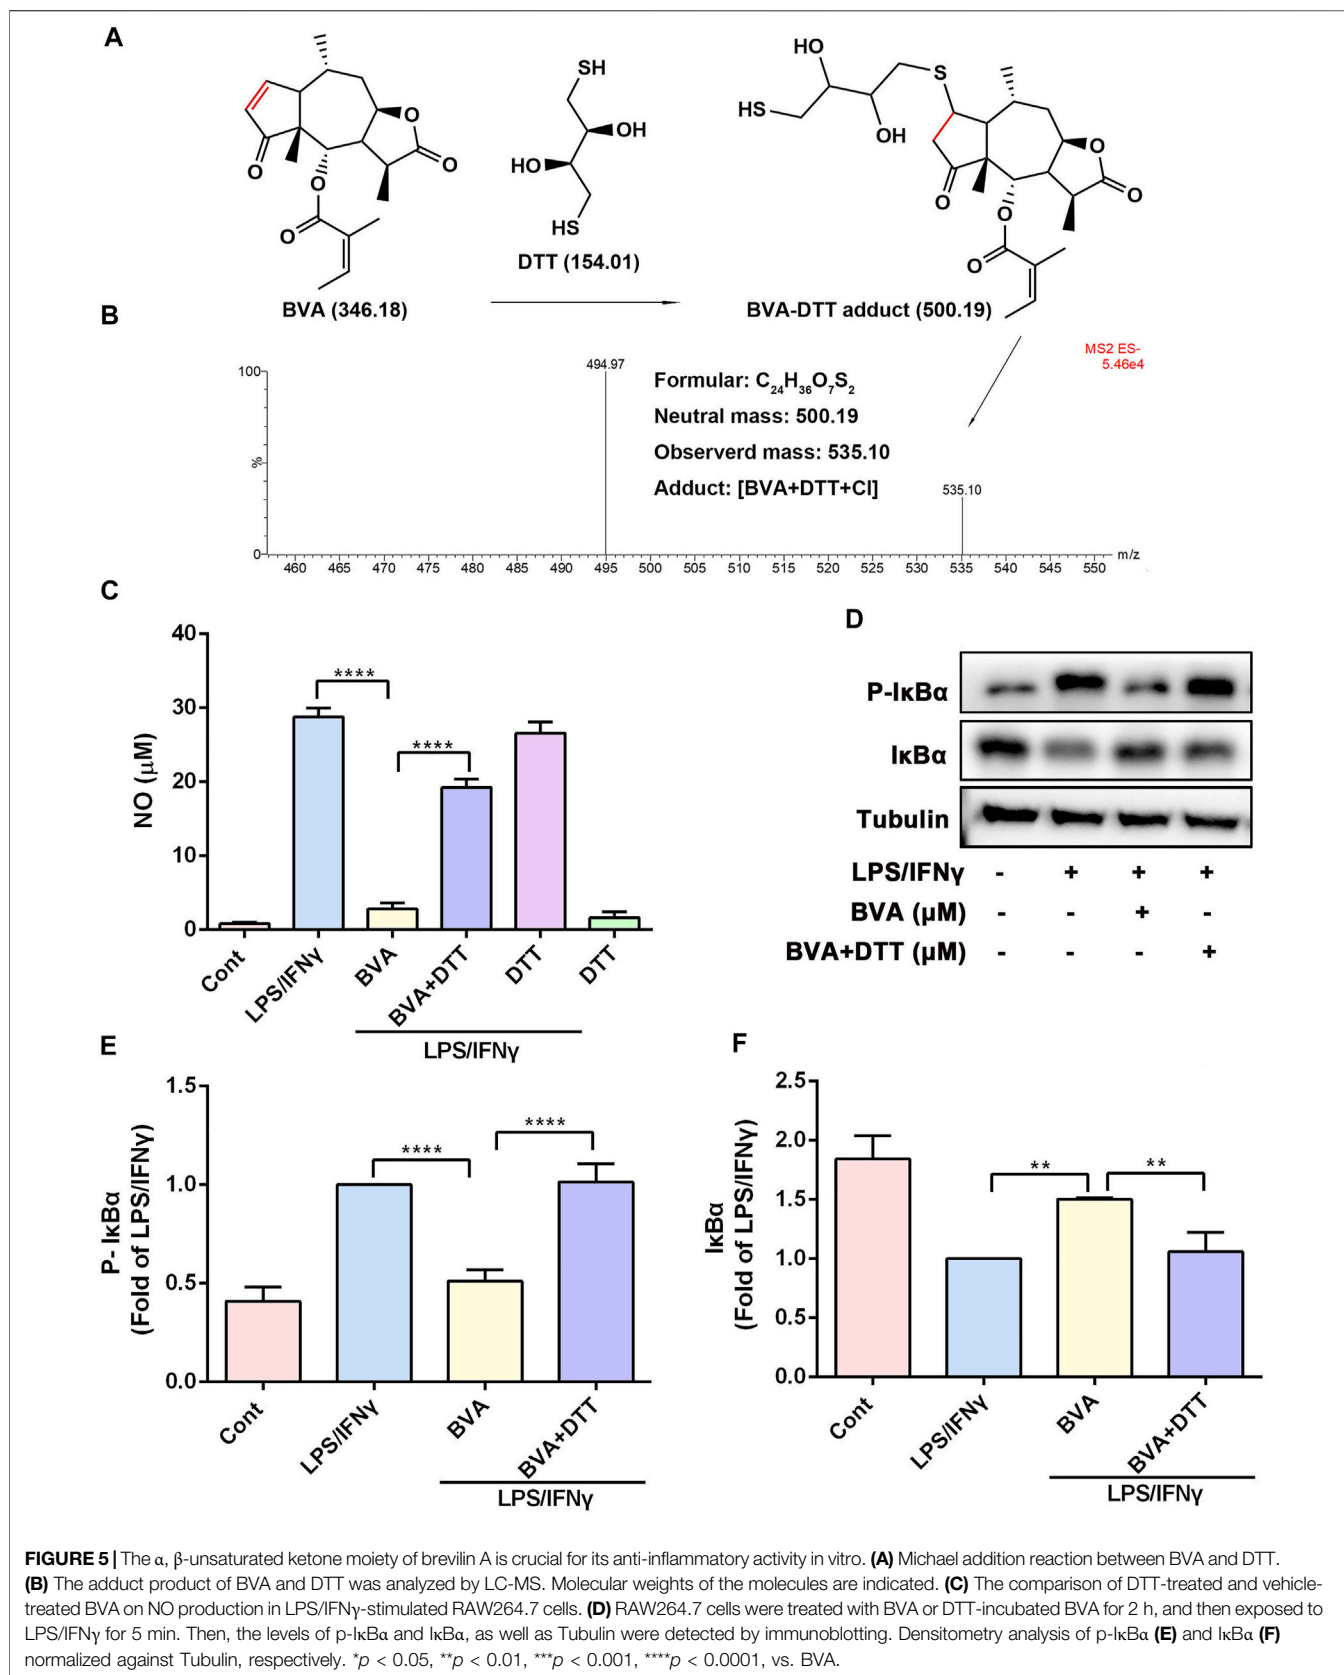 A
SH
OH
HO
HS
DTT (154.01)
O
O
O
O
O
BVA (346.18)
HO
S
HS
OH
O
O
O
O
O
BVA-DTT adduct (500.19)
B
MS2 ES-
5.46e4
100
%
0
494.97
535.10
Formular: C24H36O7S2
Neutral mass: 500.19
Observerd mass: 535.10
Adduct: [BVA+DTT+Cl]
460 465 470 475 480 485 490 495 500 505 510 515 520 525 530 535 540 545 550 m/z
C
NO (μM)
40
30
20
10
0
****
****
Cont
LPS/IFNγ
BVA
BVA+DTT
DTT
DTT
LPS/IFNγ
D
P-IκBα
IκBα
Tubulin
LPS/IFNγ - + + +
BVA (μM) - - + -
BVA+DTT (μM) - - - +
E
P- IκBα
(Fold of LPS/IFNγ)
1.5
1.0
0.5
0.0
****
****
Cont
LPS/IFNγ
BVA
BVA+DTT
LPS/IFNγ
F
IκBα
(Fold of LPS/IFNγ)
2.5
2.0
1.5
1.0
0.5
0.0
**
**
Cont
LPS/IFNγ
BVA
BVA+DTT
LPS/IFNγ
FIGURE 5 | The α, β-unsaturated ketone moiety of brevilin A is crucial for its anti-inflammatory activity in vitro. (A) Michael addition reaction between BVA and DTT.
(B) The adduct product of BVA and DTT was analyzed by LC-MS. Molecular weights of the molecules are indicated. (C) The comparison of DTT-treated and vehicle-
treated BVA on NO production in LPS/IFNγ-stimulated RAW264.7 cells. (D) RAW264.7 cells were treated with BVA or DTT-incubated BVA for 2 h, and then exposed to
LPS/IFNγ for 5 min. Then, the levels of p-IκBα and IκBα, as well as Tubulin were detected by immunoblotting. Densitometry analysis of p-IκBα (E) and IκBα (F)
normalized against Tubulin, respectively. *p < 0.05, **p < 0.01, ***p < 0.001, ****p < 0.0001, vs. BVA.